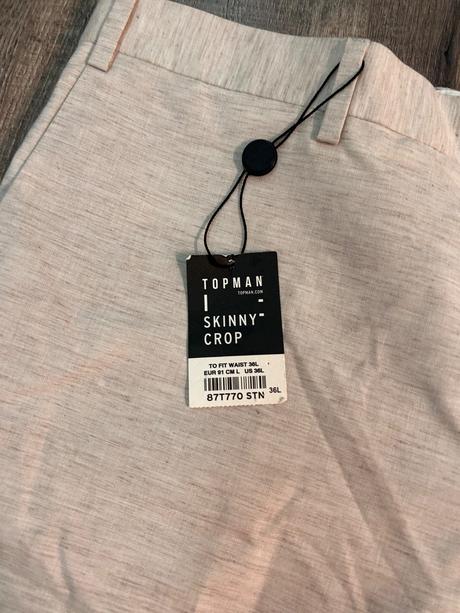 TOPMAN
TOPMAN.COM
SKINNY
CROP
TO FIT WAIST 36L
EUR 91 CM L US 36L
87T770 STN 36L